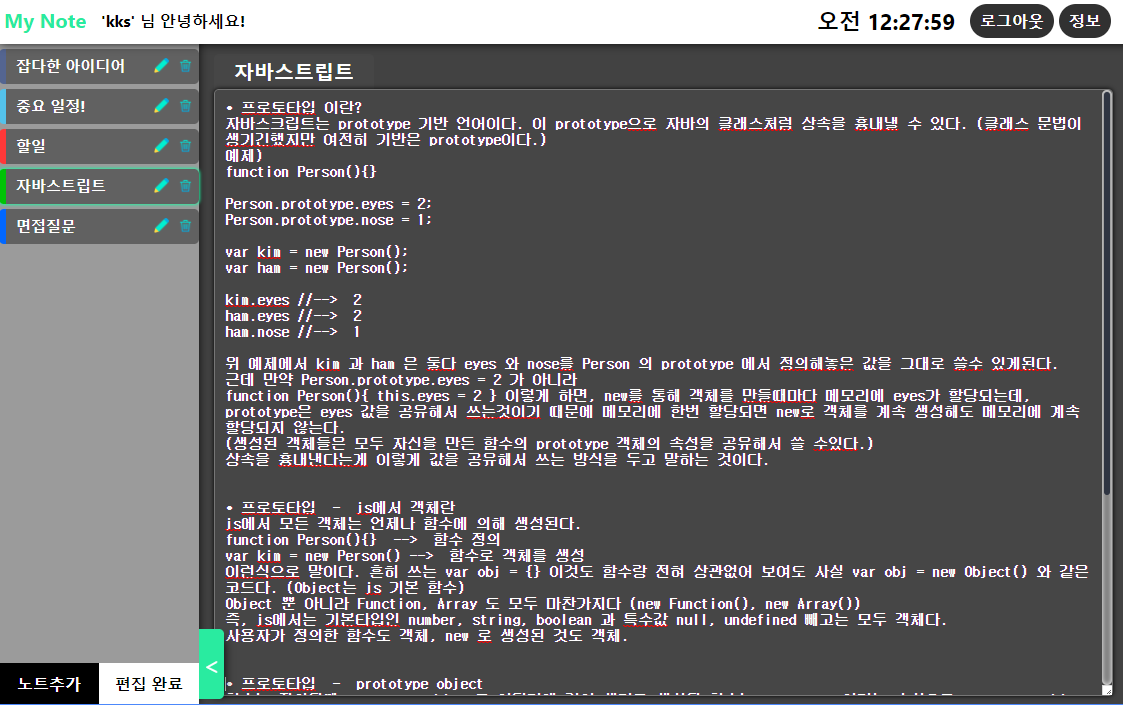 My Note 'kks' 님 안녕하세요! 오전 12:27:59 로그아웃 정보
잡다한 아이디어
중요 일정!
할일
자바스트립트
면접질문
자바스트립트
• 프로토타입 이란?
자바스크립트는 prototype 기반 언어이다. 이 prototype으로 자바의 클래스처럼 상속을 흉내낼 수 있다. (클래스 문법이
생기긴했지만 여전히 기반은 prototype이다.)
예제)
function Person(){}
Person.prototype.eyes = 2;
Person.prototype.nose = 1;
var kim = new Person();
var ham = new Person();
kim.eyes //--> 2
ham.eyes //--> 2
ham.nose //--> 1
위 예제에서 kim 과 ham 은 둘다 eyes 와 nose를 Person 의 prototype 에서 정의해놓은 값을 그대로 쓸수 있게된다.
근데 만약 Person.prototype.eyes = 2 가 아니라
function Person(){ this.eyes = 2 } 이렇게 하면, new를 통해 객체를 만들때마다 메모리에 eyes가 할당되는데,
prototype은 eyes 값을 공유해서 쓰는것이기 때문에 메모리에 한번 할당되면 new로 객체를 계속 생성해도 메모리에 계속
할당되지 않는다.
(생성된 객체들은 모두 자신을 만든 함수의 prototype 객체의 속성을 공유해서 쓸 수있다.)
상속을 흉내낸다는게 이렇게 값을 공유해서 쓰는 방식을 두고 말하는 것이다.
• 프로토타입 - js에서 객체란
js에서 모든 객체는 언제나 함수에 의해 생성된다.
function Person(){} --> 함수 정의
var kim = new Person() --> 함수로 객체를 생성
이런식으로 말이다. 흔히 쓰는 var obj = {} 이것도 함수랑 전혀 상관없어 보여도 사실 var obj = new Object() 와 같은
코드다. (Object는 js 기본 함수)
Object 뿐 아니라 Function, Array 도 모두 마찬가지다 (new Function(), new Array())
즉, js에서는 기본타입인 number, string, boolean 과 특수값 null, undefined 빼고는 모두 객체다.
사용자가 정의한 함수도 객체, new 로 생성된 것도 객체.
• 프로토타입 - prototype object
<
노트추가 편집 완료